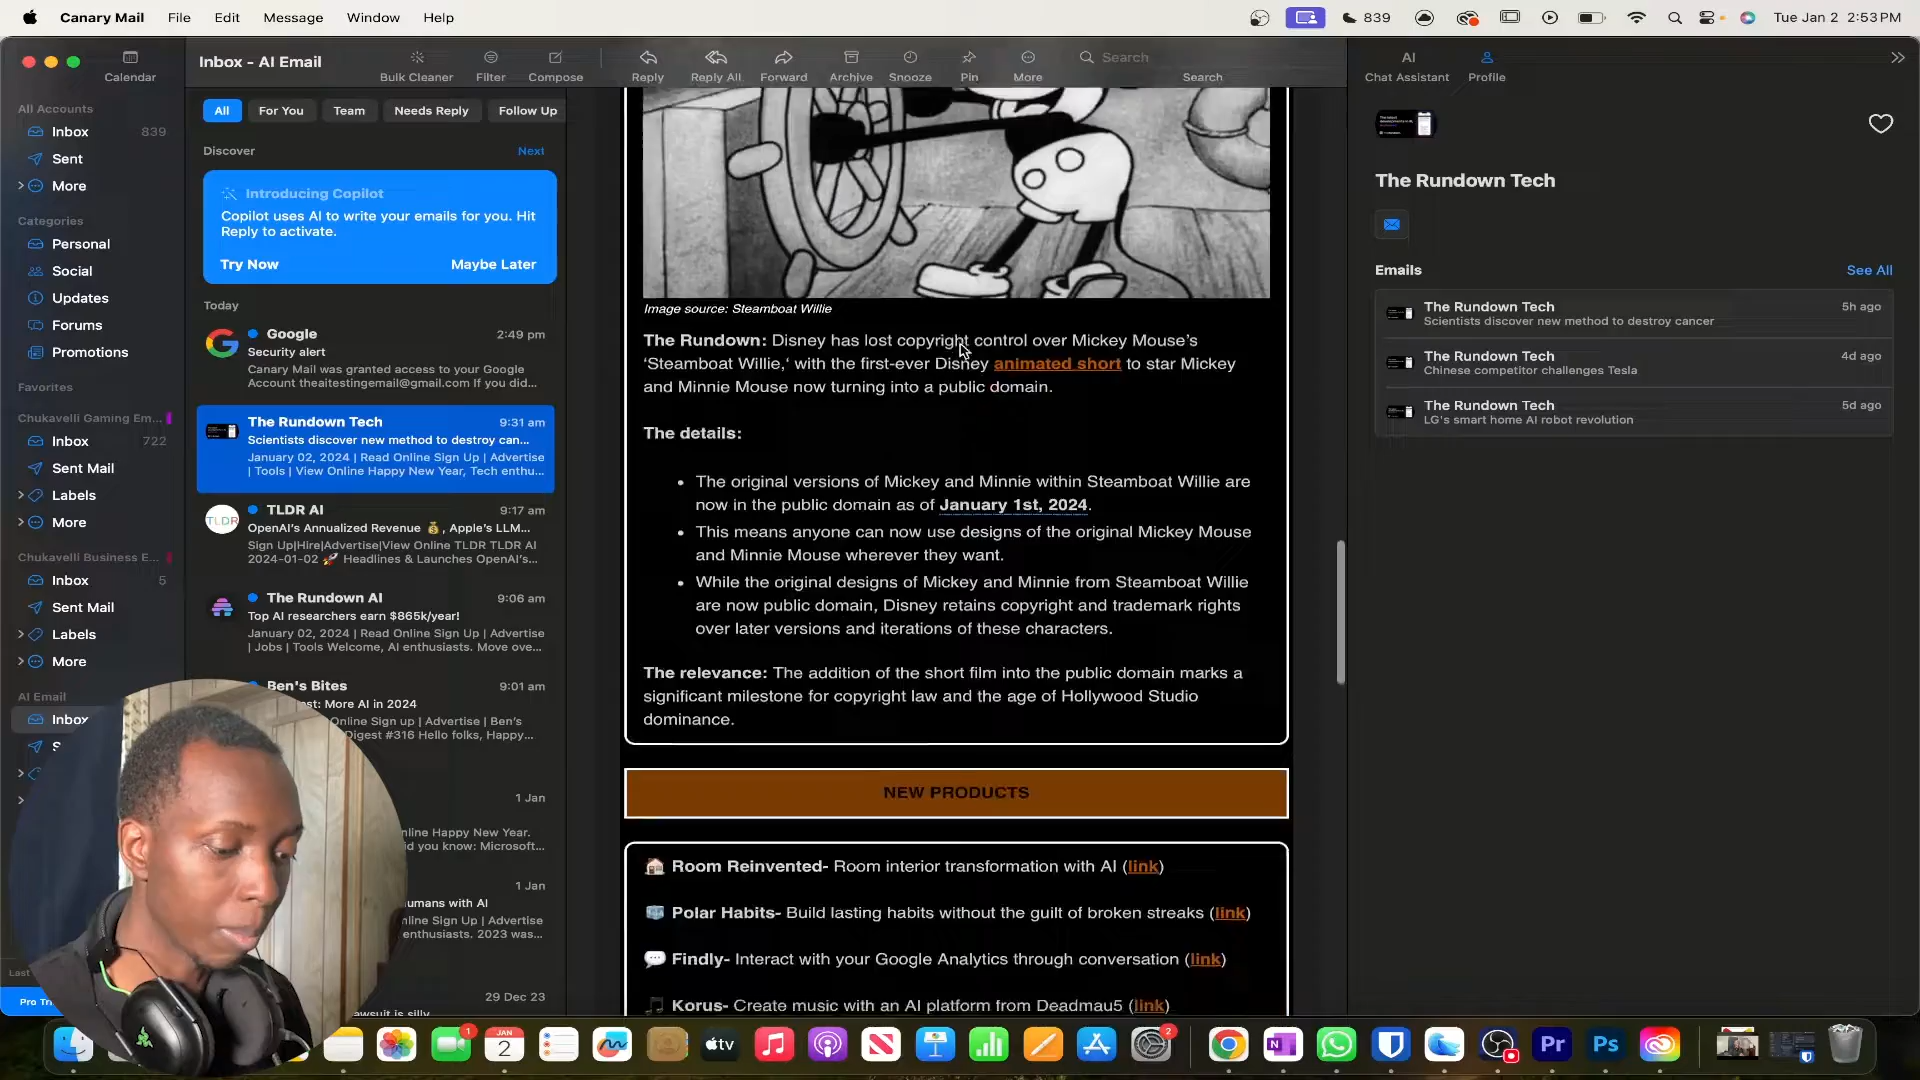 Canary Mail File Edit Message Window Help
839
Tue Jan 2 2:53 PM
Calendar
Inbox - AI Email
Bulk Cleaner Filter Compose
Reply Reply All Forward Archive Snooze Pin More
Search
Search
AI
Chat Assistant Profile
All Accounts
Inbox 839
Sent
More
Categories
Personal
Social
Updates
Forums
Promotions
Favorites
Chukavelli Gaming Em...
Inbox 722
Sent Mail
Labels
More
Chukavelli Business E...
Inbox 5
Sent Mail
Labels
More
AI Email
Inbox
S
Last
Pro Tri
All For You Team Needs Reply Follow Up
Discover Next
Introducing Copilot
Copilot uses AI to write your emails for you. Hit
Reply to activate.
Try Now Maybe Later
Today
Google 2:49 pm
Security alert
Canary Mail was granted access to your Google
Account theaitestingemail@gmail.com If you did...
The Rundown Tech 9:31 am
Scientists discover new method to destroy can...
January 02, 2024 | Read Online Sign Up | Advertise
| Tools | View Online Happy New Year, Tech enthu...
TLDR
TLDR AI 9:17 am
OpenAI's Annualized Revenue 💰, Apple's LLM...
Sign Up|Hire|Advertise|View Online TLDR TLDR AI
2024-01-02 🚀 Headlines & Launches OpenAI's...
The Rundown AI 9:06 am
Top AI researchers earn $865k/year!
January 02, 2024 | Read Online Sign Up | Advertise
| Jobs | Tools Welcome, AI enthusiasts. Move ove...
Ben's Bites 9:01 am
st: More AI in 2024
Online Sign up | Advertise | Ben's
Digest #316 Hello folks, Happy...
1 Jan
nline Happy New Year.
id you know: Microsoft...
1 Jan
umans with AI
Online Sign Up | Advertise
enthusiasts. 2023 was...
29 Dec 23
awsuit is silly
Image source: Steamboat Willie
The Rundown: Disney has lost copyright control over Mickey Mouse's
‘Steamboat Willie,‘ with the first-ever Disney animated short to star Mickey
and Minnie Mouse now turning into a public domain.
The details:
• The original versions of Mickey and Minnie within Steamboat Willie are
now in the public domain as of January 1st, 2024.
• This means anyone can now use designs of the original Mickey Mouse
and Minnie Mouse wherever they want.
• While the original designs of Mickey and Minnie from Steamboat Willie
are now public domain, Disney retains copyright and trademark rights
over later versions and iterations of these characters.
The relevance: The addition of the short film into the public domain marks a
significant milestone for copyright law and the age of Hollywood Studio
dominance.
NEW PRODUCTS
🏠 Room Reinvented- Room interior transformation with AI (link)
🧊 Polar Habits- Build lasting habits without the guilt of broken streaks (link)
💬 Findly- Interact with your Google Analytics through conversation (link)
🎵 Korus- Create music with an AI platform from Deadmau5 (link)
The Rundown Tech
Emails See All
The Rundown Tech 5h ago
Scientists discover new method to destroy cancer
The Rundown Tech 4d ago
Chinese competitor challenges Tesla
The Rundown Tech 5d ago
LG's smart home AI robot revolution
1
JAN
2
tv
2
N
Pr
Ps